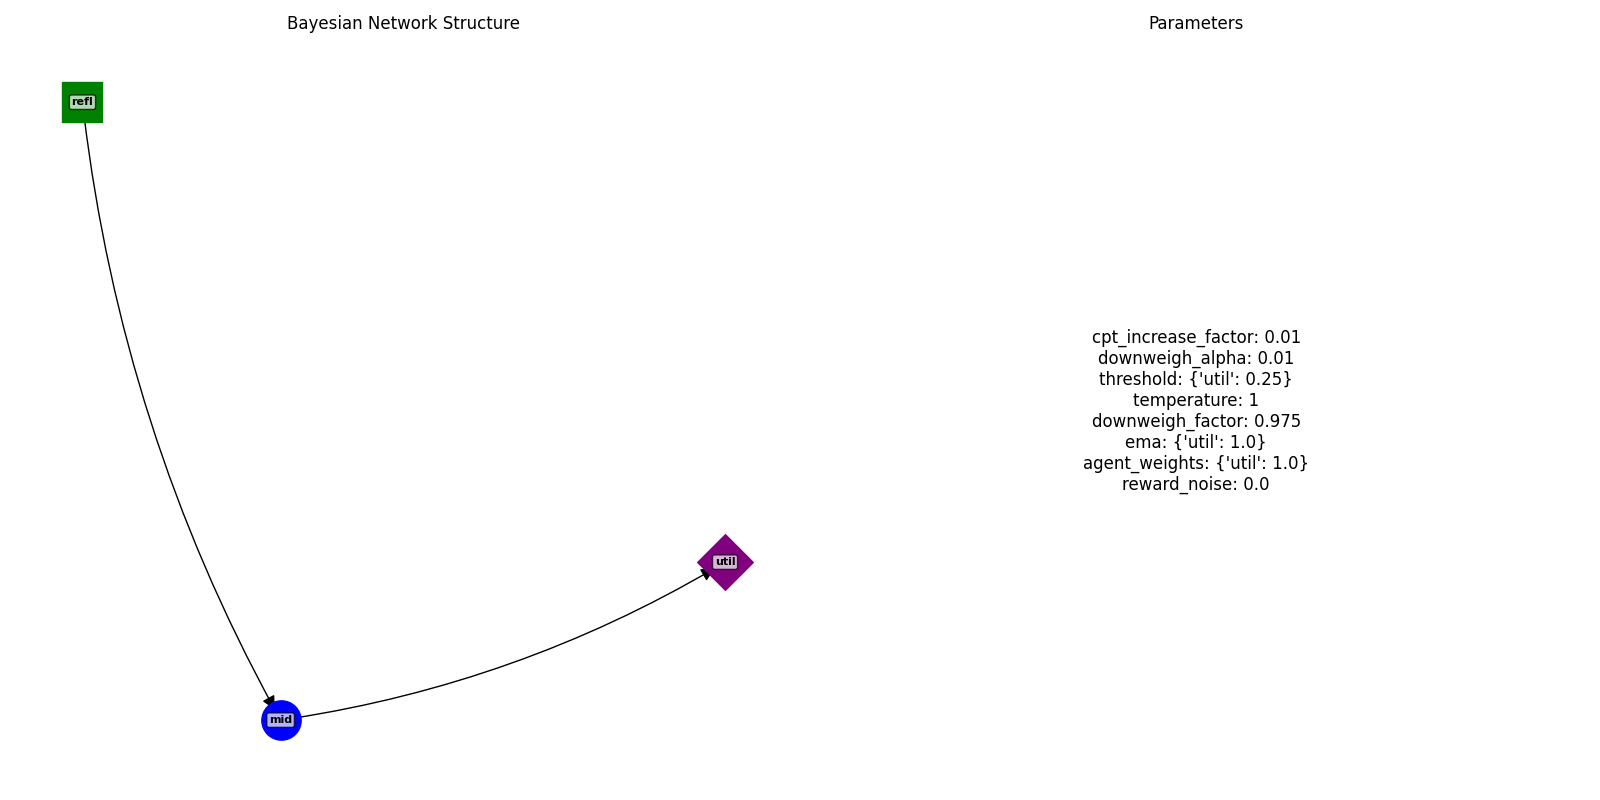 Bayesian Network Structure
Parameters
refl
cpt_increase_factor: 0.01
downweigh_alpha: 0.01
threshold: {'util': 0.25}
temperature: 1
downweigh_factor: 0.975
ema: {'util': 1.0}
agent_weights: {'util': 1.0}
reward_noise: 0.0
util
mid